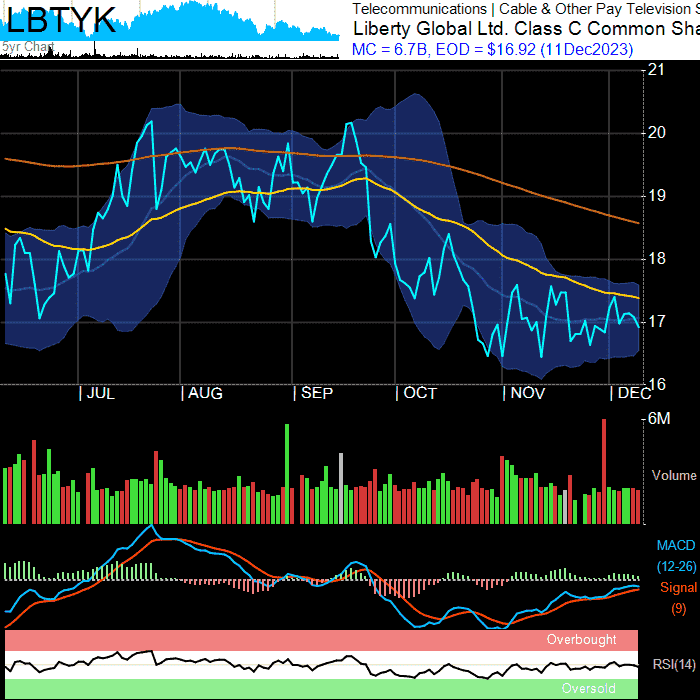 LBTYK
Telecommunications | Cable & Other Pay Television S
Liberty Global Ltd. Class C Common Sha
MC = 6.7B, EOD = $16.92 (11Dec2023)
5yr Chart
21
20
19
18
17
16
JUL AUG SEP OCT NOV DEC
6M
Volume
MACD
(12-26)
Signal
(9)
Overbought
RSI(14)
Oversold